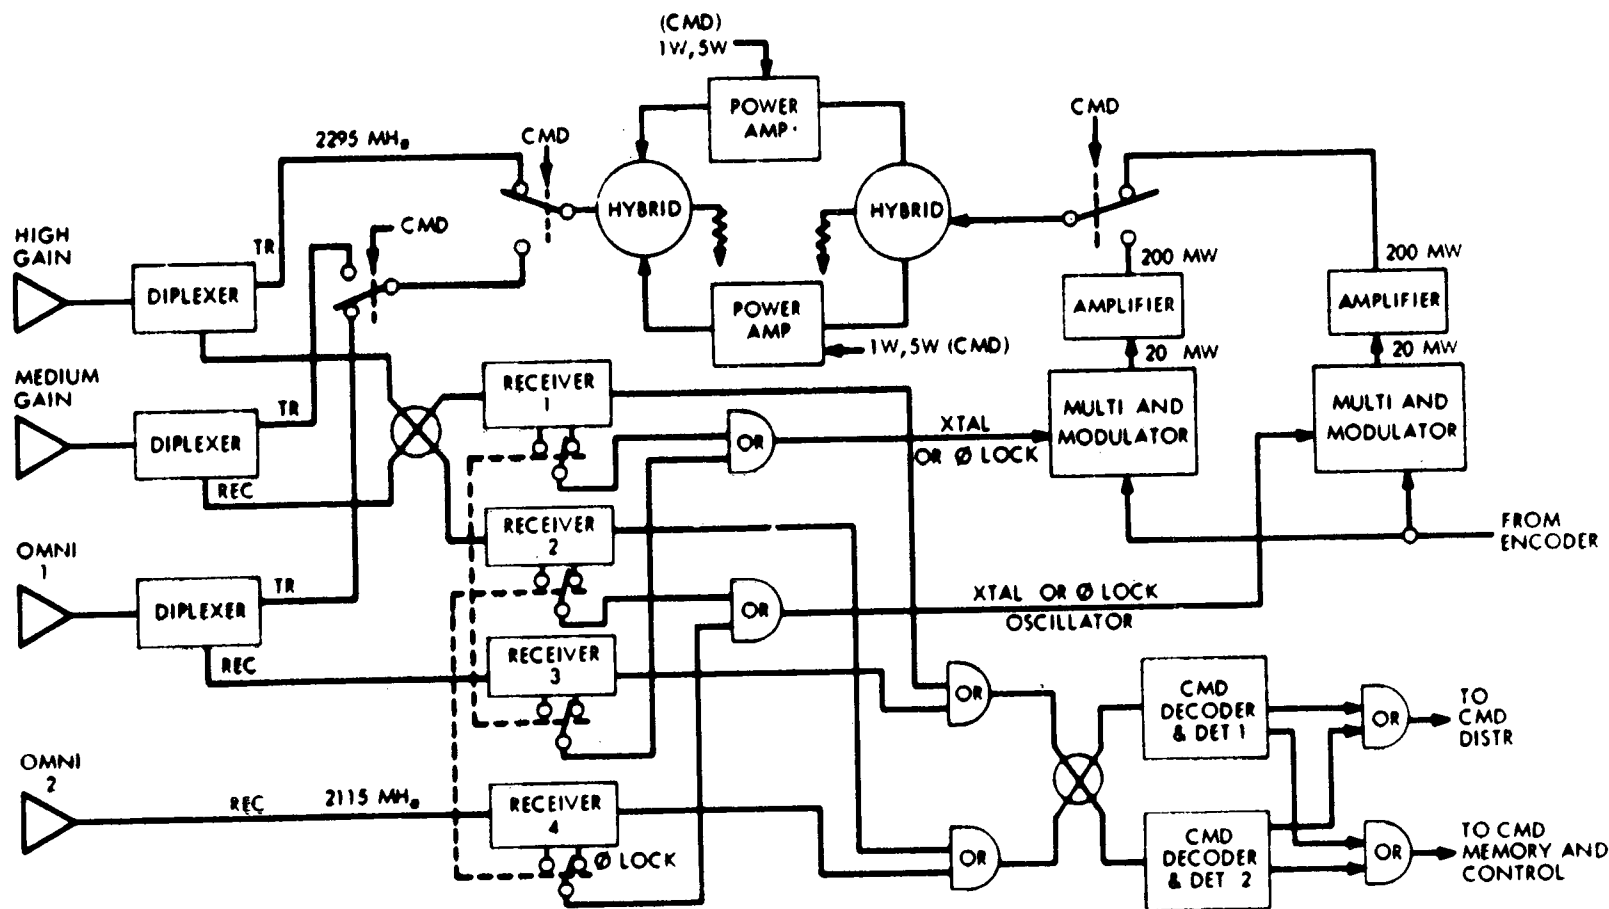 (CMD)
1W, 5W
POWER
AMP.
CMD
CMD
2295 MHz
CMD
HYBRID
HYBRID
HIGH
GAIN
TR
DIPLEXER
200 MW
200 MW
AMPLIFIER
AMPLIFIER
POWER
AMP
1W, 5W (CMD)
20 MW
20 MW
MEDIUM
GAIN
TR
DIPLEXER
REC
RECEIVER
1
OR
XTAL
OR Ø LOCK
MULTI AND
MODULATOR
MULTI AND
MODULATOR
RECEIVER
2
FROM
ENCODER
OMNI
1
TR
DIPLEXER
REC
OR
XTAL OR Ø LOCK
OSCILLATOR
RECEIVER
3
OR
CMD
DECODER
& DET 1
OR
TO
CMD
DISTR
OMNI
2
REC
2115 MHz
RECEIVER
4
Ø LOCK
OR
CMD
DECODER
& DET 2
OR
TO CMD
MEMORY AND
CONTROL